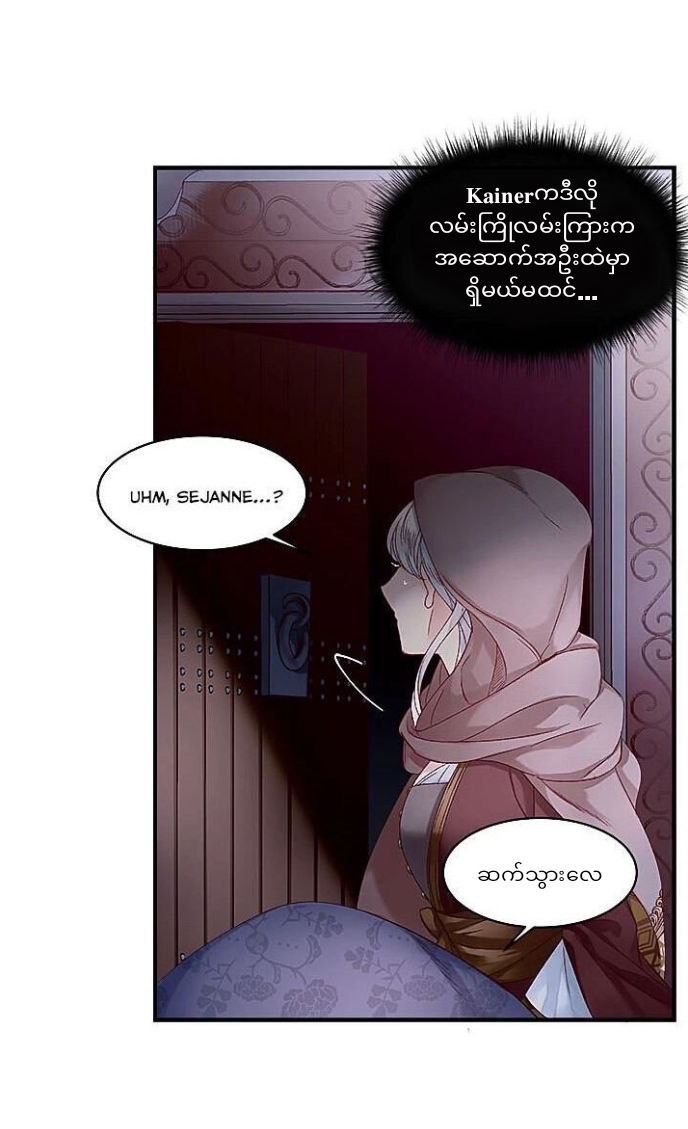 Kainerကဒီလို
လမ်းကြိုလမ်းကြားက
အဆောက်အဦးထဲမှာ
ရှိမယ်မထင်...
UHM, SEJANNE...?
ဆက်သွားလေ